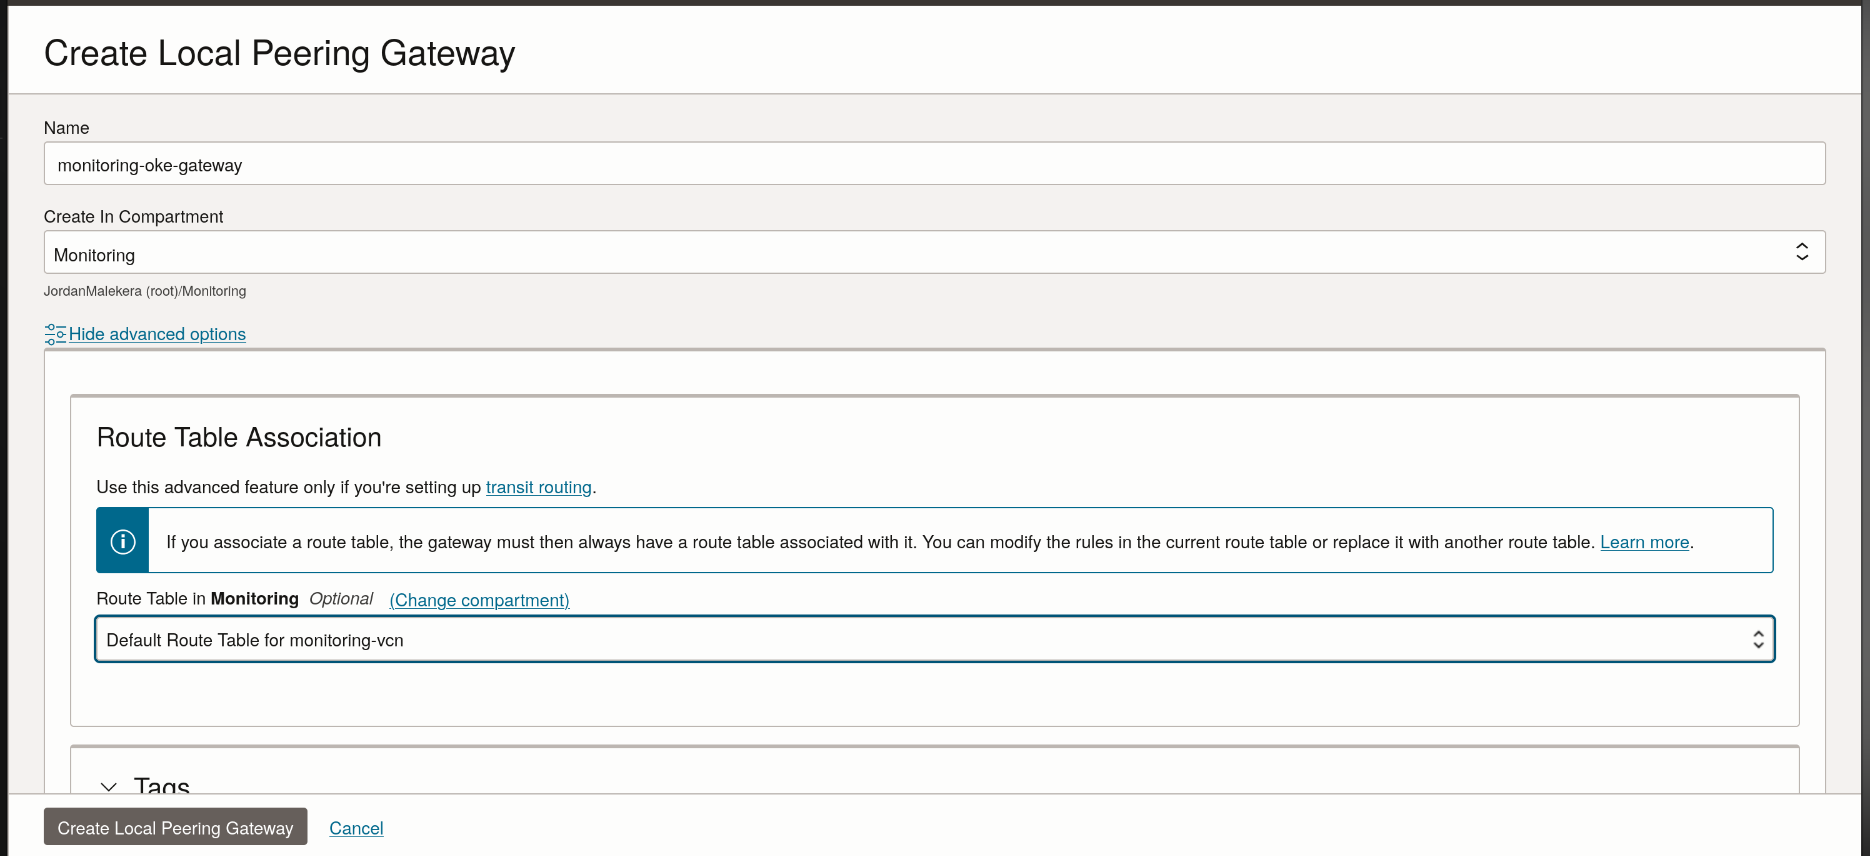 Create Local Peering Gateway
Name
monitoring-oke-gateway
Create In Compartment
Monitoring
JordanMalekera (root)/Monitoring
Hide advanced options
Route Table Association
Use this advanced feature only if you're setting up transit routing.
If you associate a route table, the gateway must then always have a route table associated with it. You can modify the rules in the current route table or replace it with another route table. Learn more.
Route Table in Monitoring Optional (Change compartment)
Default Route Table for monitoring-vcn
Tags
Create Local Peering Gateway Cancel